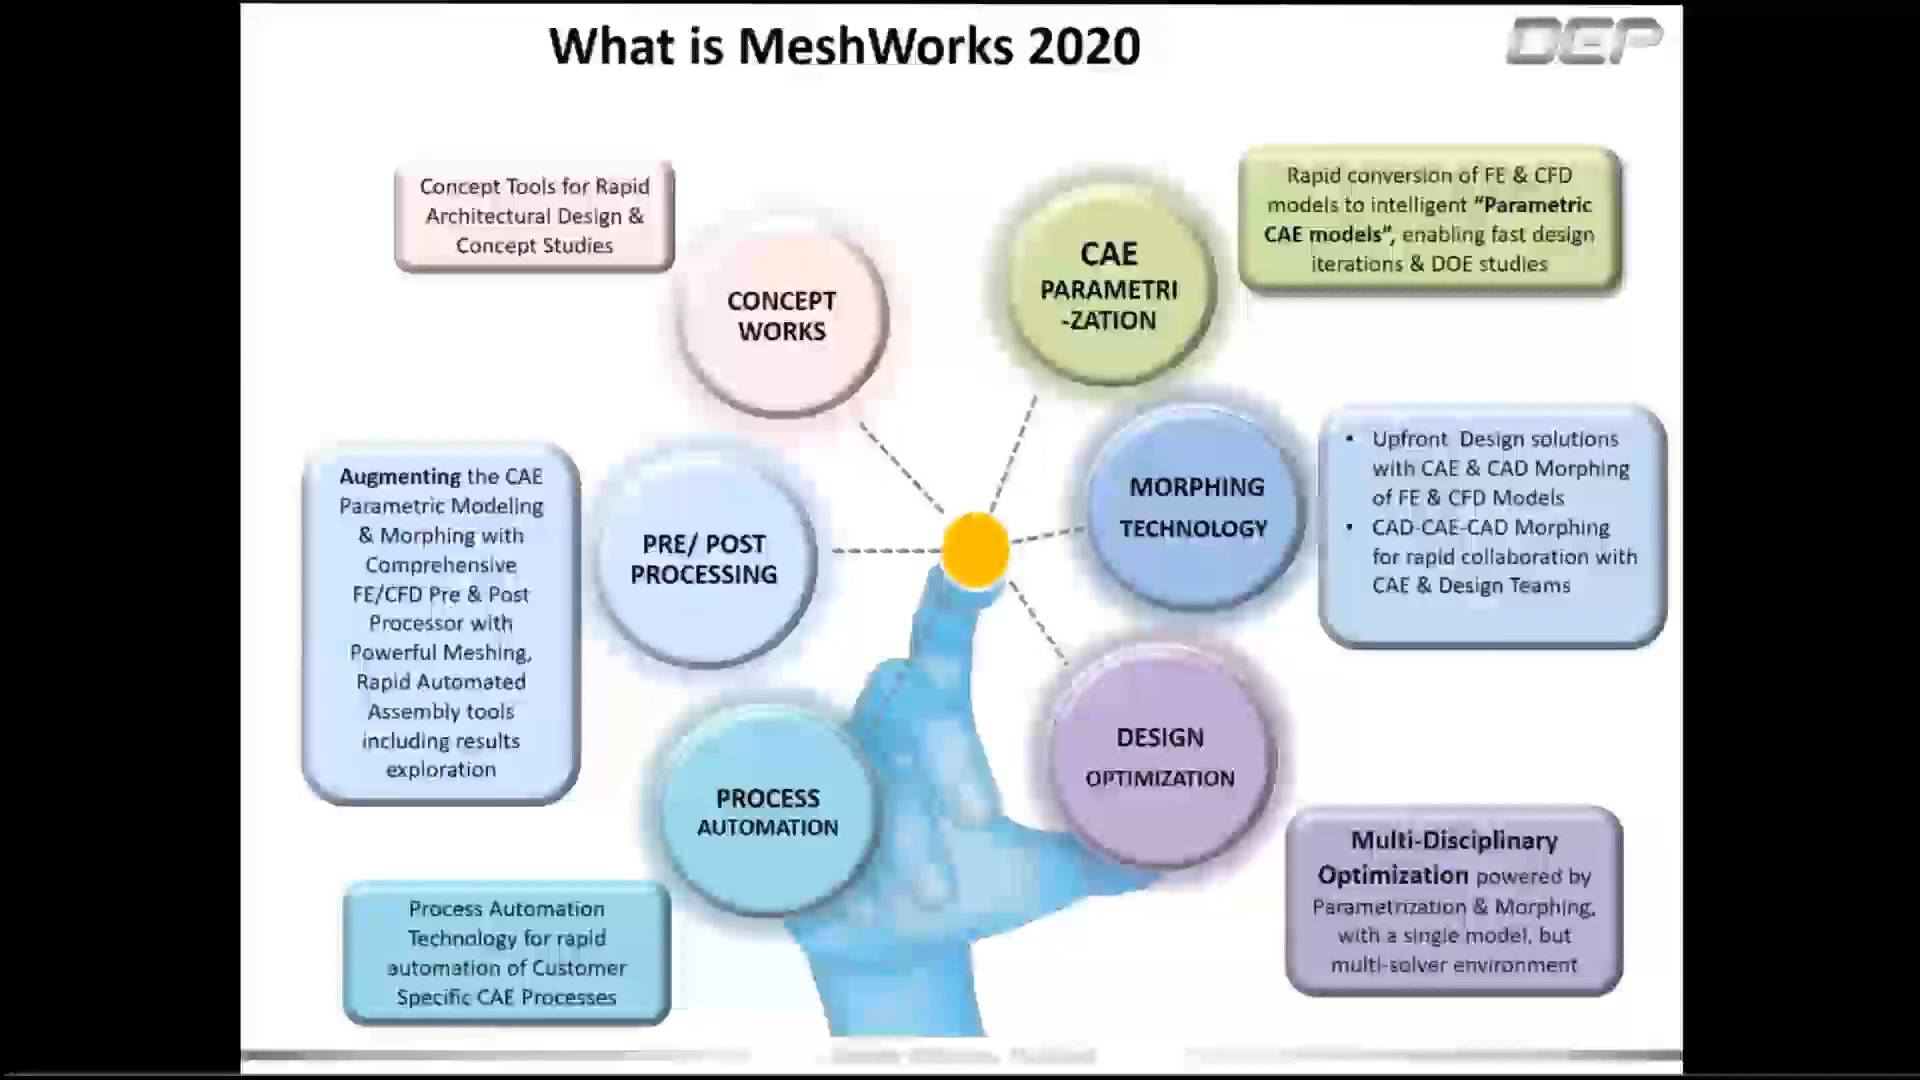 What is MeshWorks 2020
DEP
Concept Tools for Rapid
Architectural Design &
Concept Studies
CONCEPT
WORKS
CAE
PARAMETRI
-ZATION
Rapid conversion of FE & CFD
models to intelligent “Parametric
CAE models”, enabling fast design
iterations & DOE studies
Augmenting the CAE
Parametric Modeling
& Morphing with
Comprehensive
FE/CFD Pre & Post
Processor with
Powerful Meshing,
Rapid Automated
Assembly tools
including results
exploration
PRE/ POST
PROCESSING
MORPHING
TECHNOLOGY
• Upfront Design solutions
with CAE & CAD Morphing
of FE & CFD Models
• CAD-CAE-CAD Morphing
for rapid collaboration with
CAE & Design Teams
PROCESS
AUTOMATION
DESIGN
OPTIMIZATION
Process Automation
Technology for rapid
automation of Customer
Specific CAE Processes
Multi-Disciplinary
Optimization powered by
Parametrization & Morphing,
with a single model, but
multi-solver environment